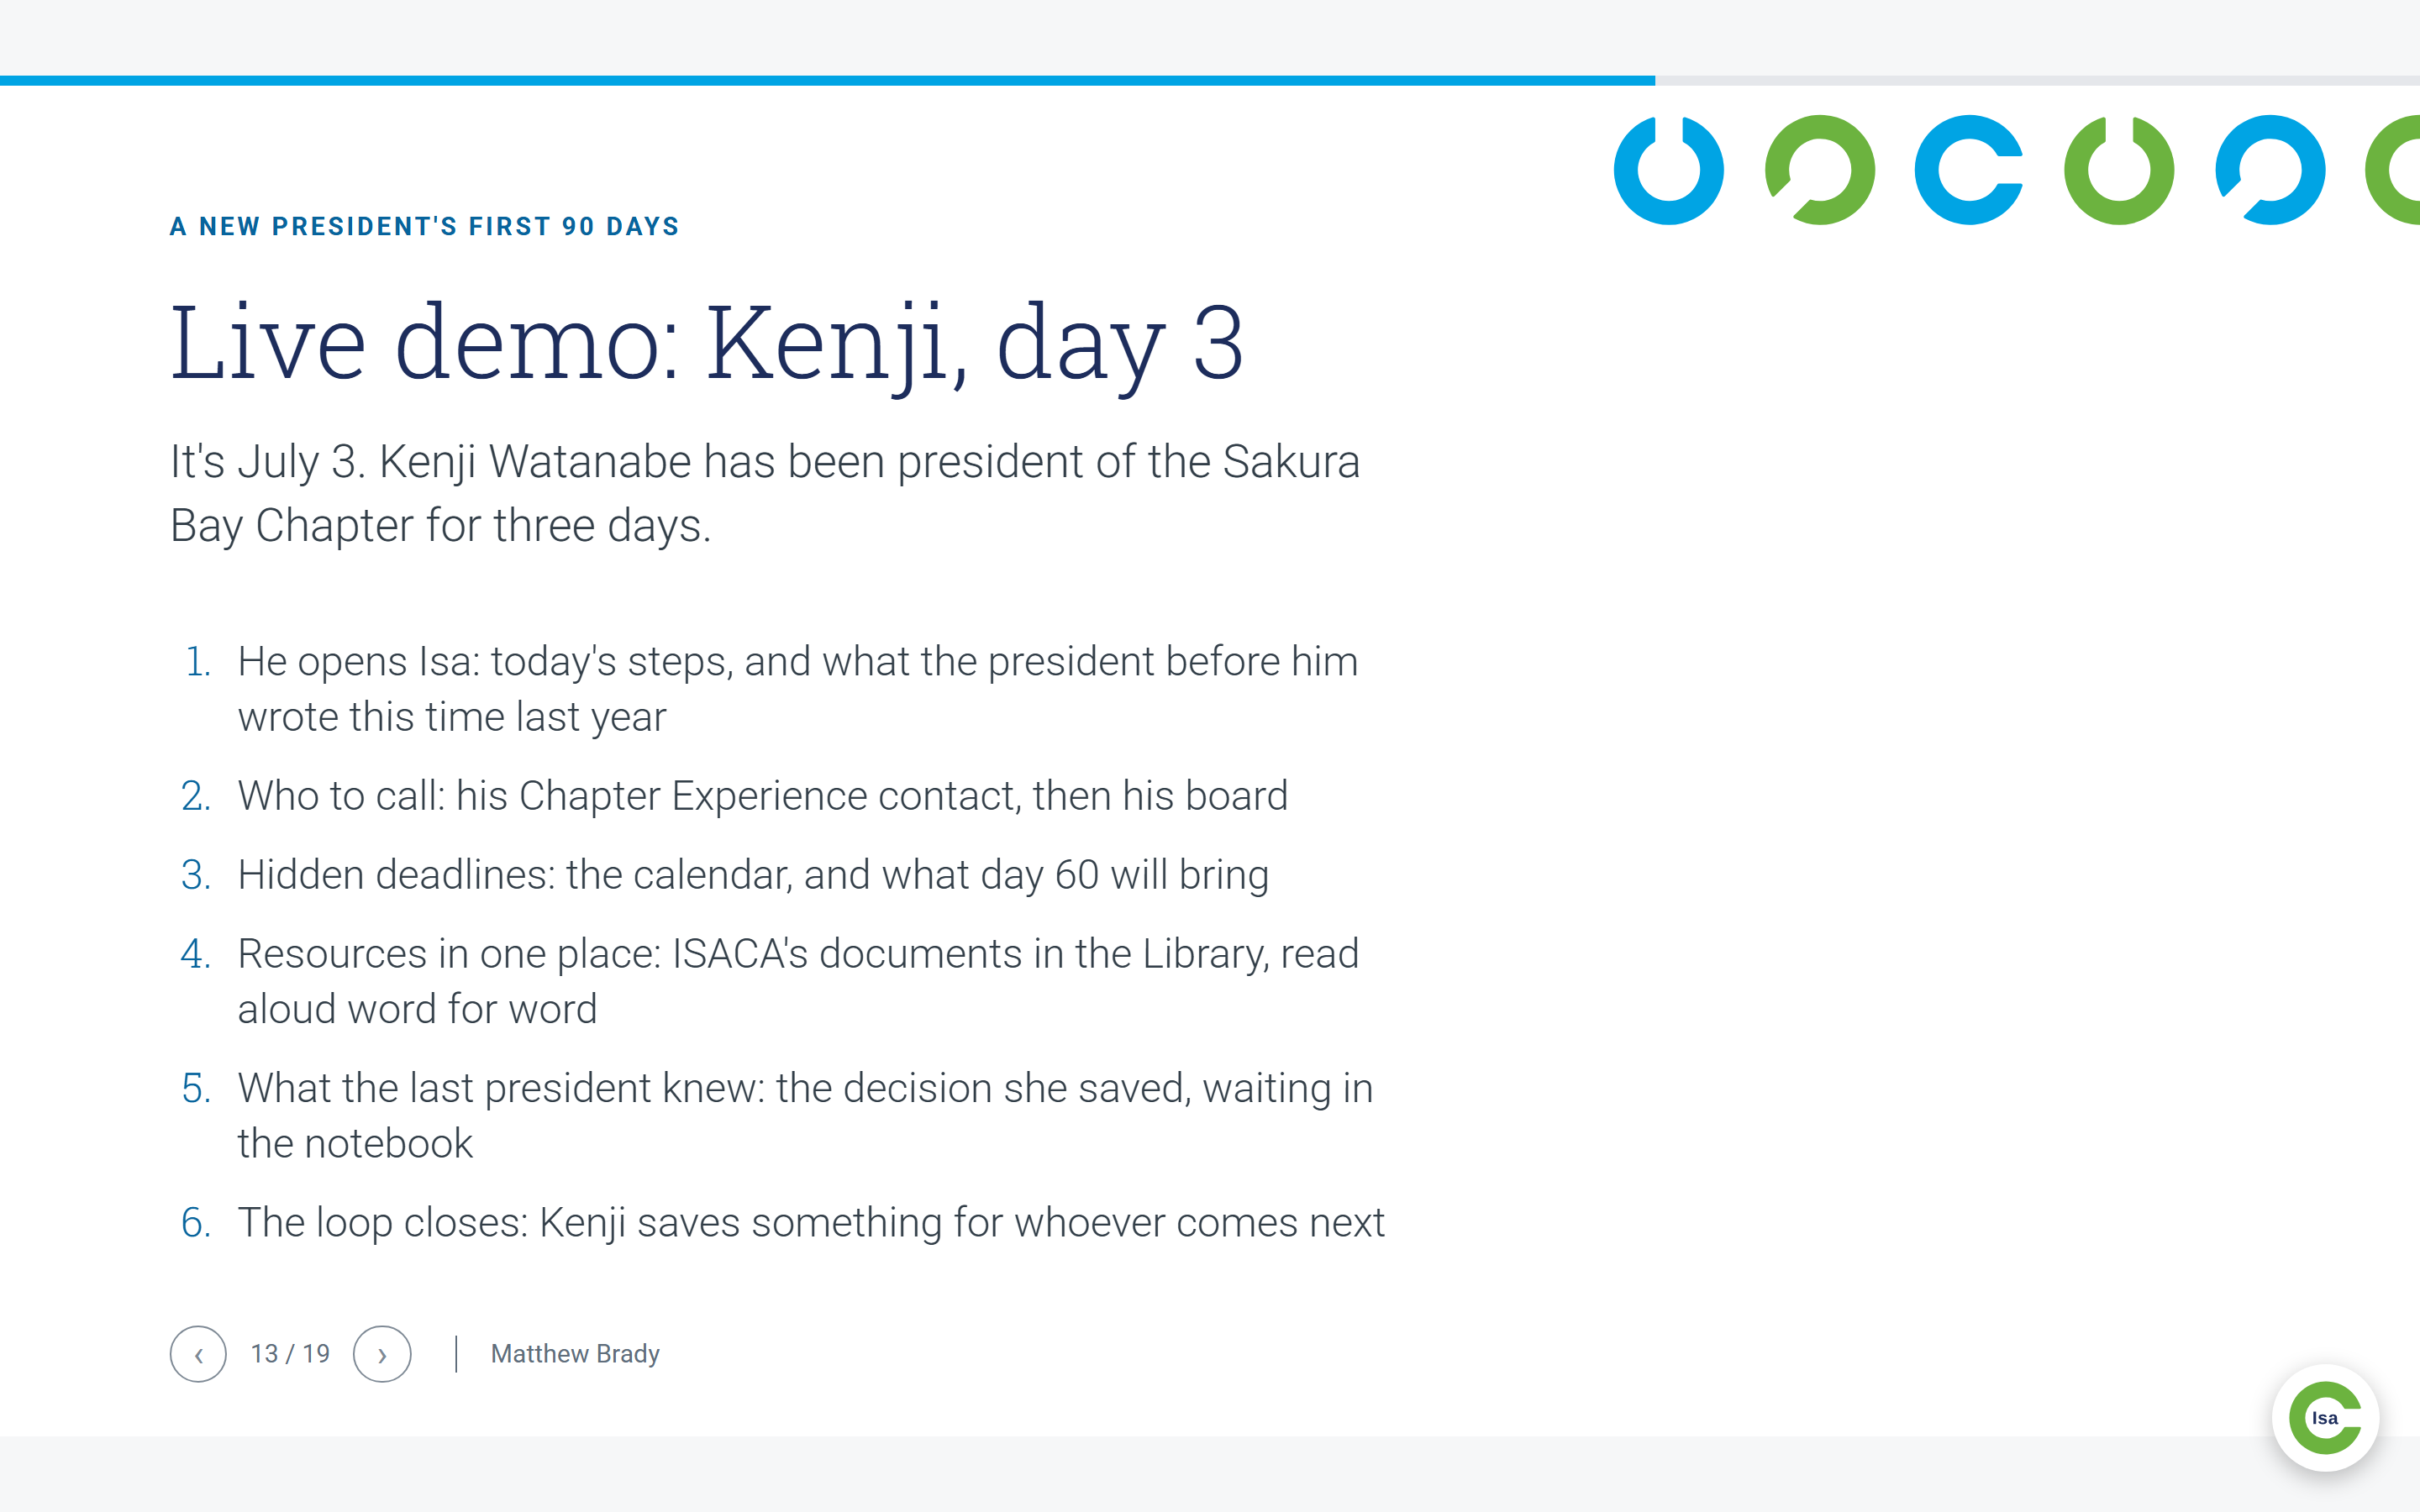 A NEW PRESIDENT'S FIRST 90 DAYS
Live demo: Kenji, day 3
It's July 3. Kenji Watanabe has been president of the Sakura
Bay Chapter for three days.
1. He opens Isa: today's steps, and what the president before him
wrote this time last year
2. Who to call: his Chapter Experience contact, then his board
3. Hidden deadlines: the calendar, and what day 60 will bring
4. Resources in one place: ISACA's documents in the Library, read
aloud word for word
5. What the last president knew: the decision she saved, waiting in
the notebook
6. The loop closes: Kenji saves something for whoever comes next
‹ 13 / 19 › | Matthew Brady
Isa